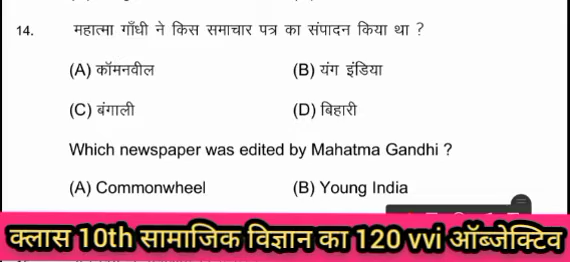 14. महात्मा गाँधी ने किस समाचार पत्र का संपादन किया था ?
(A) कॉमनवील (B) यंग इंडिया
(C) बंगाली (D) बिहारी
Which newspaper was edited by Mahatma Gandhi ?
(A) Commonwheel (B) Young India
क्लास 10th सामाजिक विज्ञान का 120 vvi ऑब्जेक्टिव